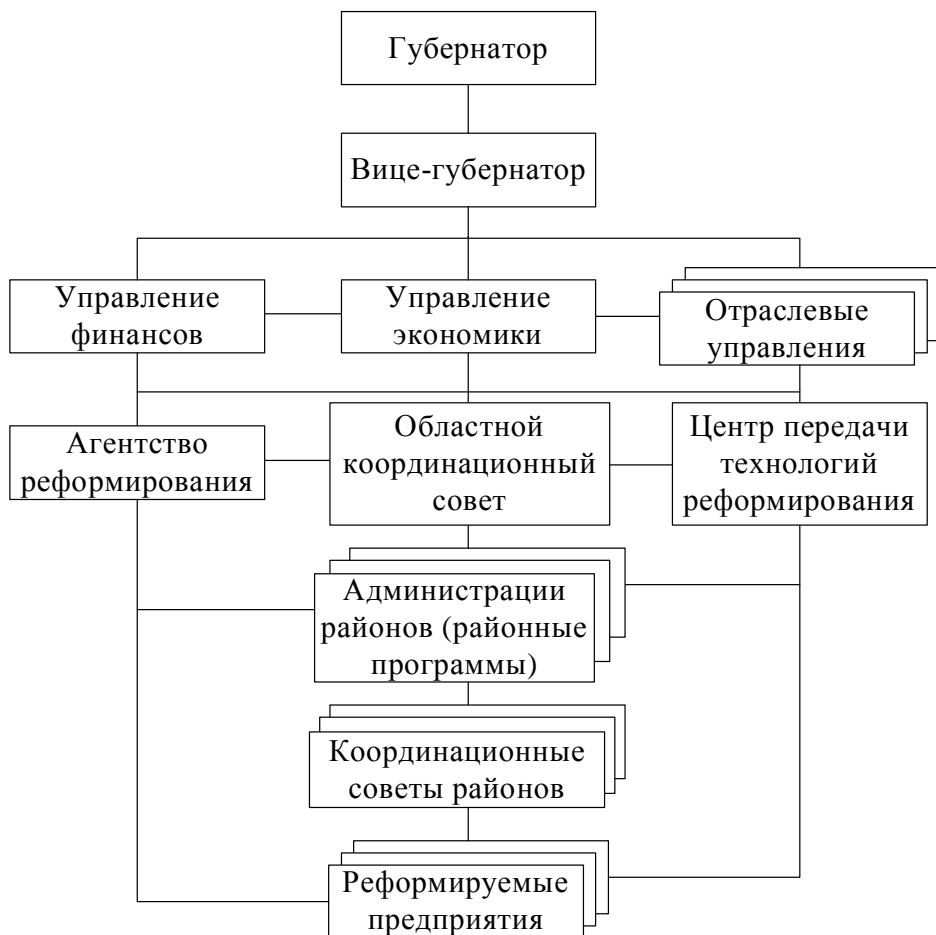 Губернатор
Вице-губернатор
Управление
финансов
Управление
экономики
Отраслевые
управления
Агентство
реформирования
Областной
координационный
совет
Центр передачи
технологий
реформирования
Администрации
районов (районные
программы)
Координационные
советы районов
Реформируемые
предприятия